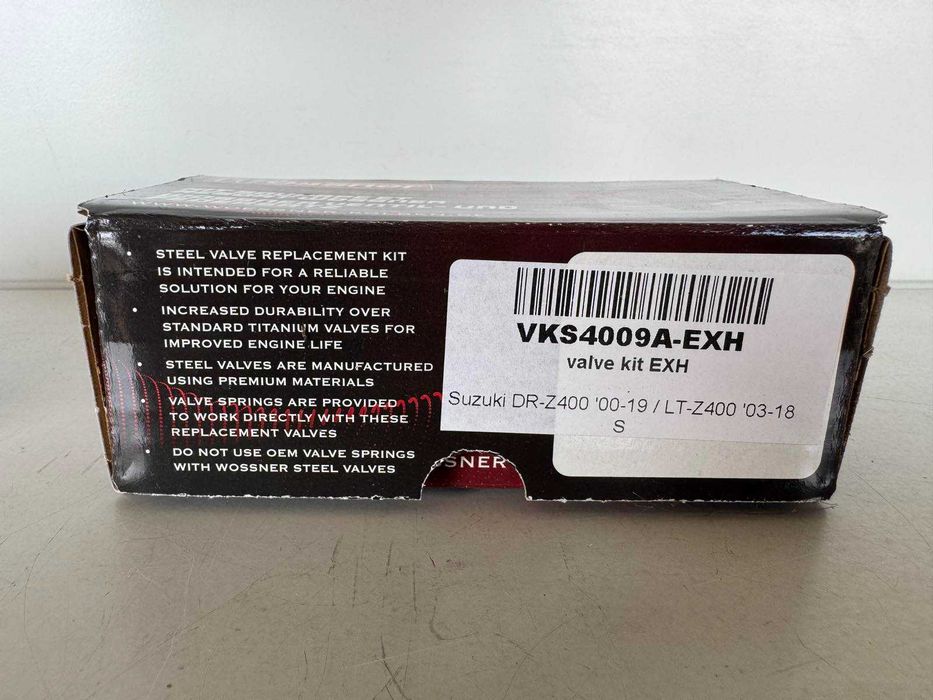 • STEEL VALVE REPLACEMENT KIT
IS INTENDED FOR A RELIABLE
SOLUTION FOR YOUR ENGINE
• INCREASED DURABILITY OVER
STANDARD TITANIUM VALVES FOR
IMPROVED ENGINE LIFE
• STEEL VALVES ARE MANUFACTURED
USING PREMIUM MATERIALS
• VALVE SPRINGS ARE PROVIDED
TO WORK DIRECTLY WITH THESE
REPLACEMENT VALVES
• DO NOT USE OEM VALVE SPRINGS
WITH WOSSNER STEEL VALVES
VKS4009A-EXH
valve kit EXH
Suzuki DR-Z400 '00-19 / LT-Z400 '03-18
S
SNER